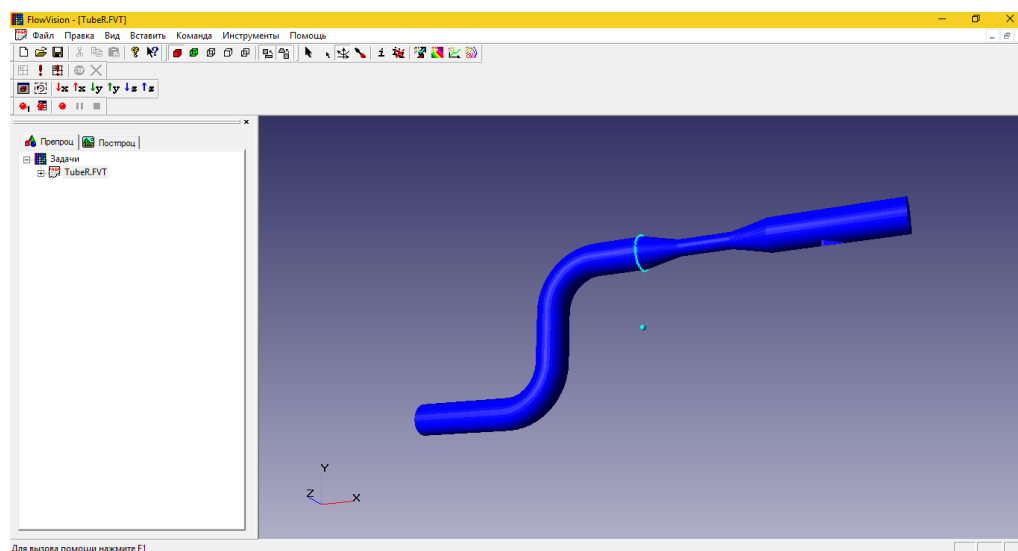 FlowVision - [TubeR.FVT]
Файл Правка Вид Вставить Команда Инструменты Помощь
↓x ↑x ↓y ↑y ↓z ↑z
Препроц Постпроц
Задачи
TubeR.FVT
Y
Z X
Для вызова помощи нажмите F1